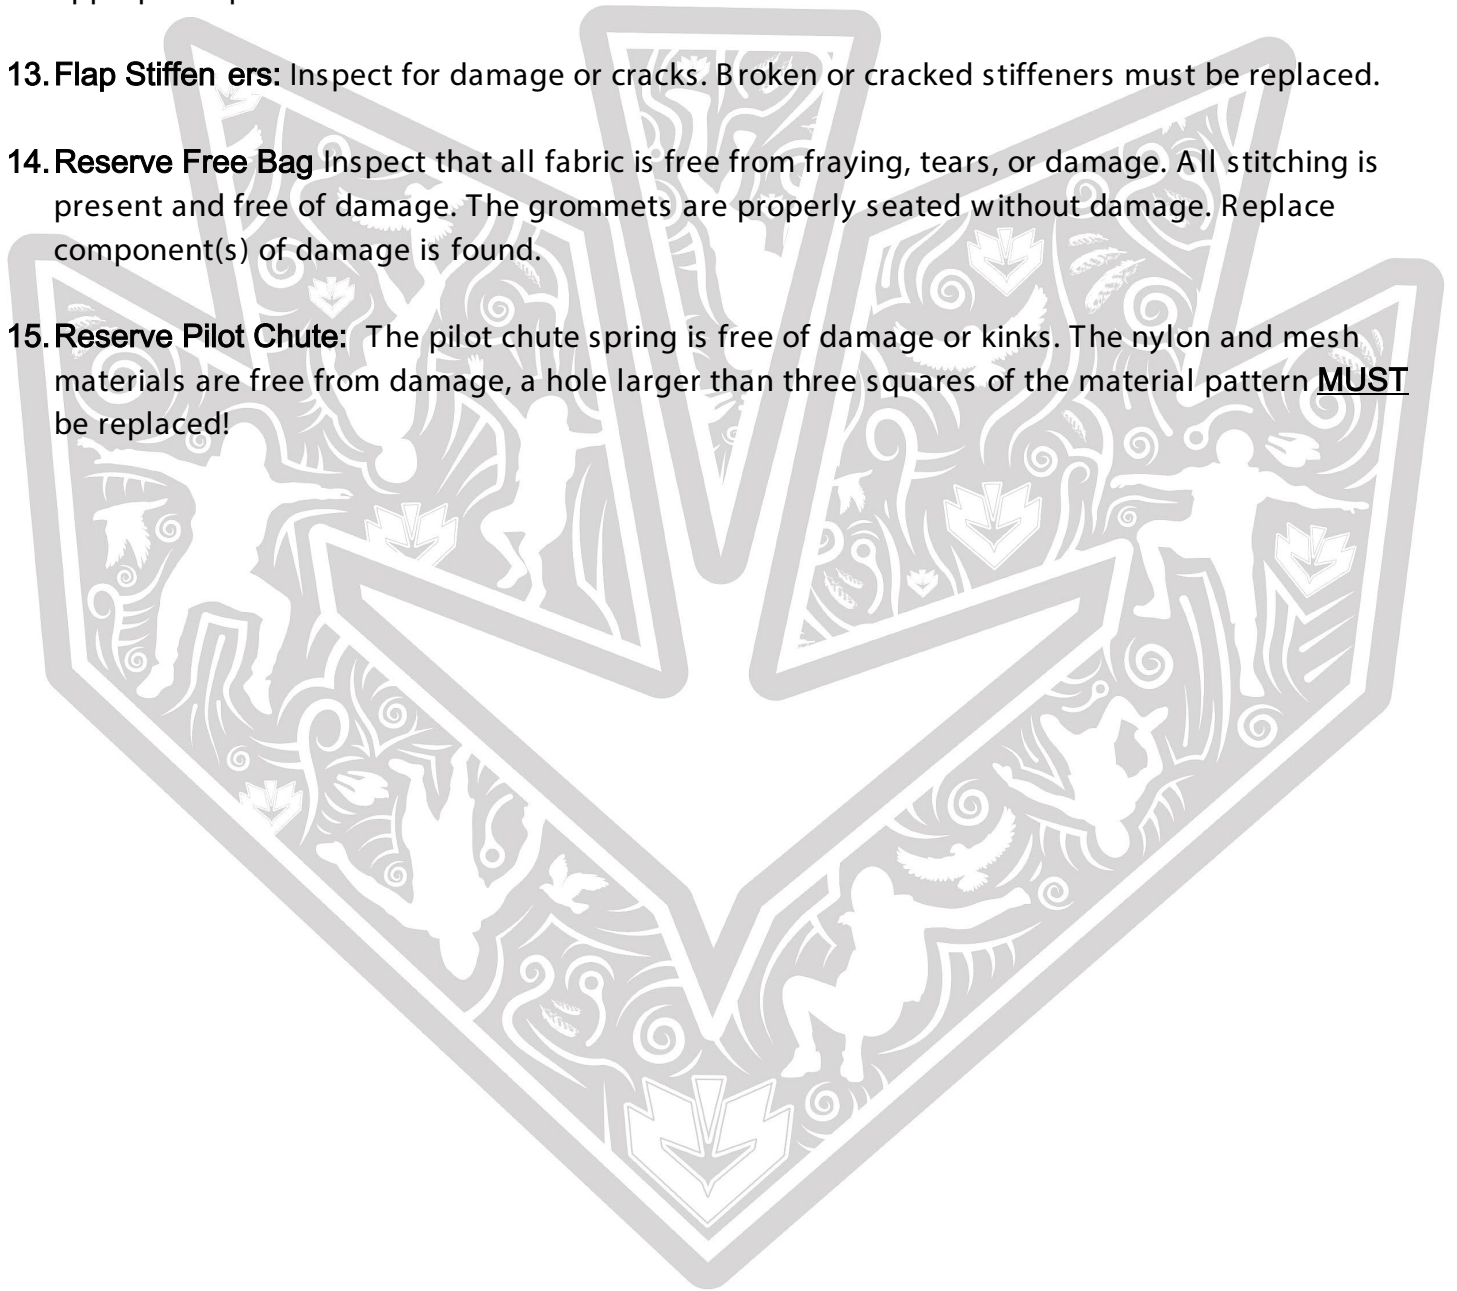 13. Flap Stiffen ers: Inspect for damage or cracks. Broken or cracked stiffeners must be replaced.
14. Reserve Free Bag Inspect that all fabric is free from fraying, tears, or damage. All stitching is
present and free of damage. The grommets are properly seated without damage. Replace
component(s) of damage is found.
15. Reserve Pilot Chute: The pilot chute spring is free of damage or kinks. The nylon and mesh
materials are free from damage, a hole larger than three squares of the material pattern MUST
be replaced!